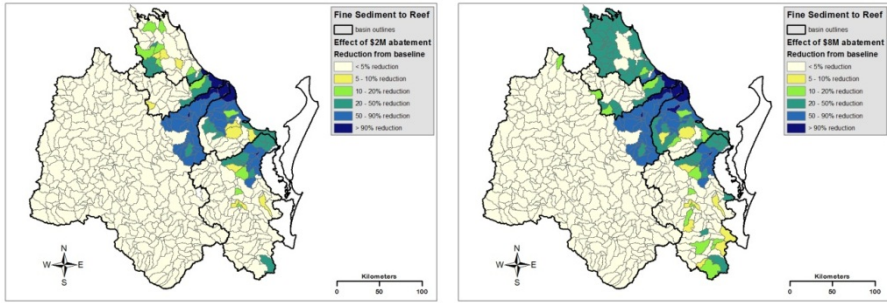 Fine Sediment to Reef
basin outlines
Effect of $2M abatement
Reduction from baseline
< 5% reduction
5 - 10% reduction
10 - 20% reduction
20 - 50% reduction
50 - 90% reduction
> 90% reduction
N
W E
S
Kilometers
0 50 100
Fine Sediment to Reef
basin outlines
Effect of $8M abatement
Reduction from baseline
< 5% reduction
5 - 10% reduction
10 - 20% reduction
20 - 50% reduction
50 - 90% reduction
> 90% reduction
N
W E
S
Kilometers
0 50 100